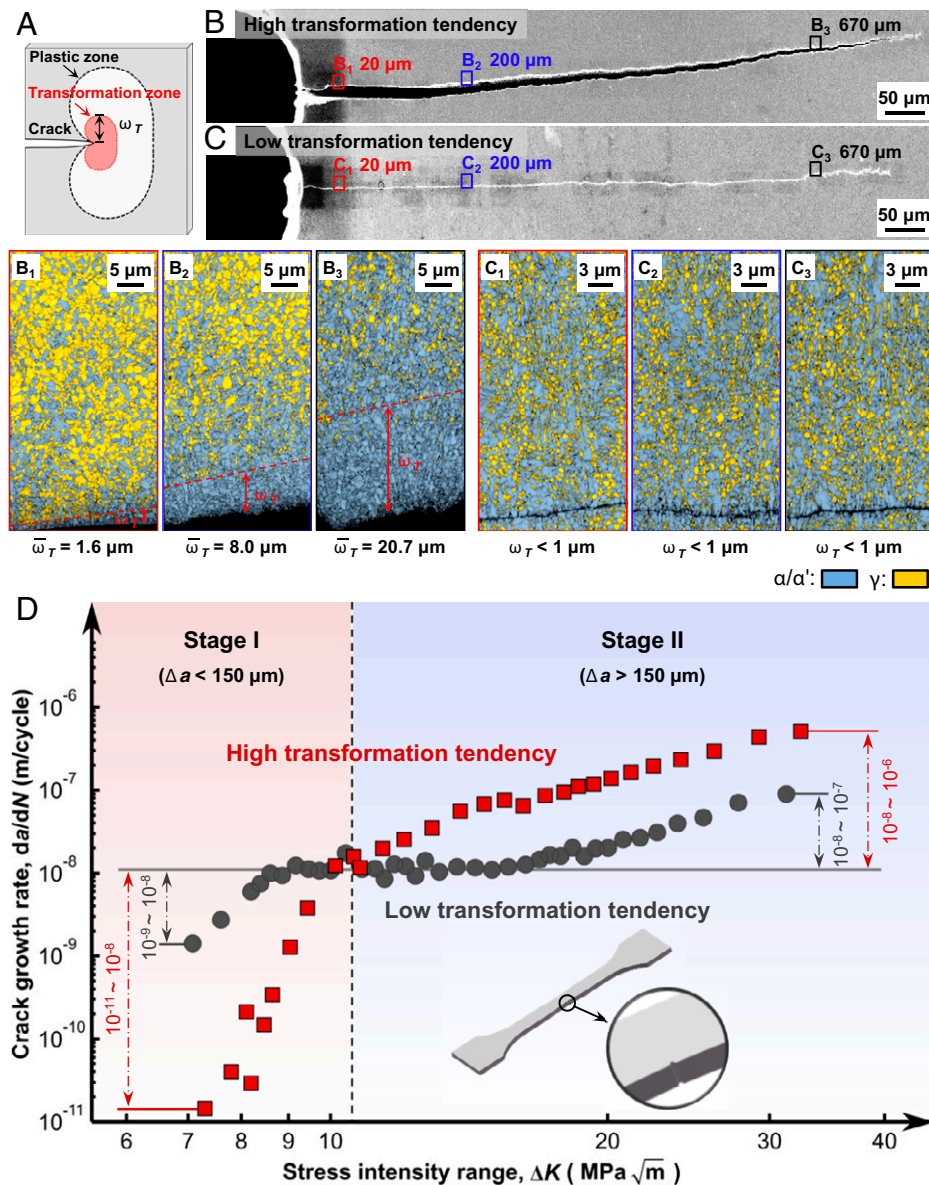 A
Plastic zone
Transformation zone
ω_T
Crack
B
High transformation tendency
B₁ 20 μm
B₂ 200 μm
B₃ 670 μm
50 μm
C
Low transformation tendency
C₁ 20 μm
C₂ 200 μm
C₃ 670 μm
50 μm
B₁ 5 μm
B₂ 5 μm
B₃ 5 μm
C₁ 3 μm
C₂ 3 μm
C₃ 3 μm
ω_T
ω_T
ω_T
ω̅_T = 1.6 μm
ω̅_T = 8.0 μm
ω̅_T = 20.7 μm
ω_T < 1 μm
ω_T < 1 μm
ω_T < 1 μm
α/α': γ:
D
Stage I
(Δa < 150 μm)
Stage II
(Δa > 150 μm)
High transformation tendency
Low transformation tendency
10⁻¹¹ ~ 10⁻⁸
10⁻⁹ ~ 10⁻⁸
10⁻⁸ ~ 10⁻⁷
10⁻⁸ ~ 10⁻⁶
Crack growth rate, da/dN (m/cycle)
10⁻⁶
10⁻⁷
10⁻⁸
10⁻⁹
10⁻¹⁰
10⁻¹¹
6 7 8 9 10 20 30 40
Stress intensity range, ΔK ( MPa √m )